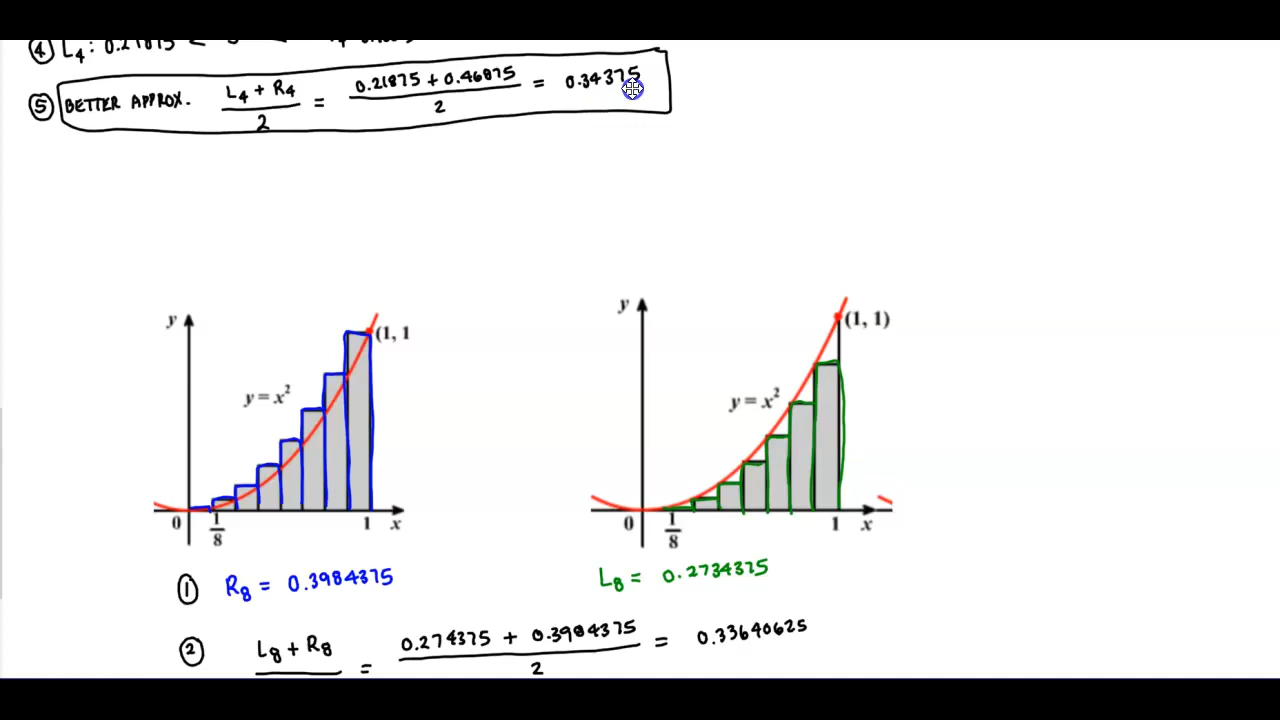 ④ L₄ : 0.21875 <
⑤ BETTER APPROX. (L₄ + R₄)/2 = (0.21875 + 0.46875)/2 = 0.34375
y
(1, 1
y = x²
0 1/8 1 x
y
(1, 1)
y = x²
0 1/8 1 x
① R₈ = 0.3984375
L₈ = 0.2734375
② L₈ + R₈ = (0.274375 + 0.3984375)/2 = 0.33640625